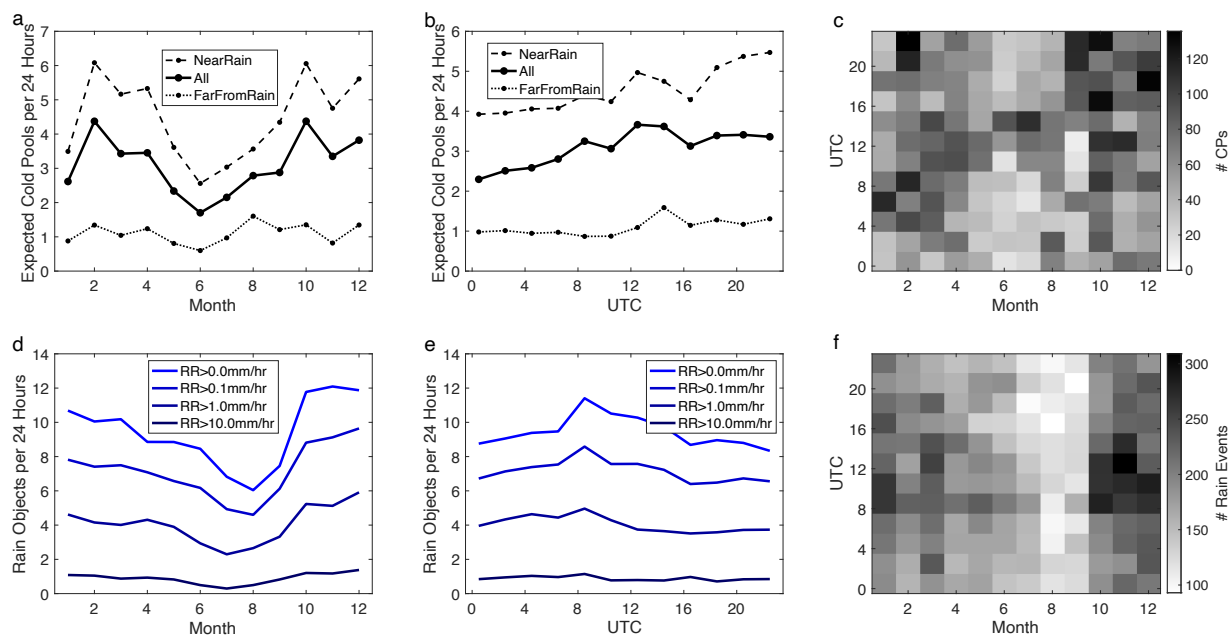 a
7
6
5
4
3
2
1
0
2 4 6 8 10 12
Month
Expected Cold Pools per 24 Hours
NearRain
All
FarFromRain
b
6
5
4
3
2
1
0
0 4 8 12 16 20
UTC
Expected Cold Pools per 24 Hours
NearRain
All
FarFromRain
c
20
16
12
8
4
0
UTC
2 4 6 8 10 12
Month
120
100
80
60
40
20
0
# CPs
d
14
12
10
8
6
4
2
0
2 4 6 8 10 12
Month
Rain Objects per 24 Hours
RR>0.0mm/hr
RR>0.1mm/hr
RR>1.0mm/hr
RR>10.0mm/hr
e
14
12
10
8
6
4
2
0
0 4 8 12 16 20
UTC
Rain Objects per 24 Hours
RR>0.0mm/hr
RR>0.1mm/hr
RR>1.0mm/hr
RR>10.0mm/hr
f
20
16
12
8
4
0
UTC
2 4 6 8 10 12
Month
300
250
200
150
100
# Rain Events